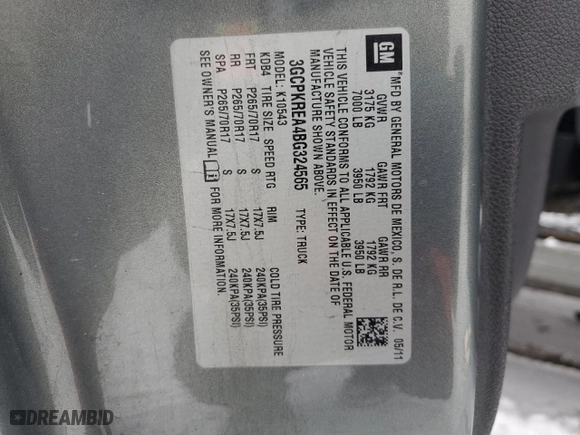 GM
MFD BY GENERAL MOTORS DE MEXICO, S. DE R.L. DE C.V. 05/11
GVWR GAWR FRT GAWR RR
3175 KG 1792 KG 1792 KG
7000 LB 3950 LB 3950 LB
THIS VEHICLE CONFORMS TO ALL APPLICABLE U.S. FEDERAL MOTOR
VEHICLE SAFETY STANDARDS IN EFFECT ON THE DATE OF
MANUFACTURE SHOWN ABOVE.
3GCPKREA4BG324565 TYPE: TRUCK
MODEL: K10543
KDB4 TIRE SIZE SPEED RTG RIM COLD TIRE PRESSURE
FRT P265/70R17 S 17X7.5J 240KPA(35PSI)
RR P265/70R17 S 17X7.5J 240KPA(35PSI)
SPA P265/70R17 S 17X7.5J 240KPA(35PSI)
SEE OWNER'S MANUAL FOR MORE INFORMATION.
DREAMBID